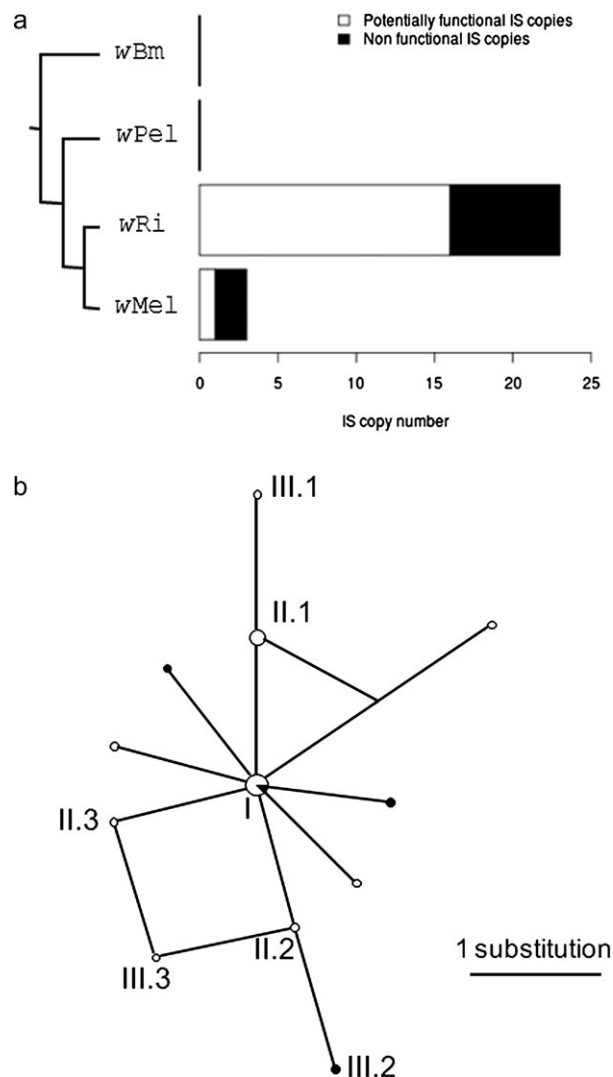 a
Potentially functional IS copies
Non functional IS copies
wBm
wPel
wRi
wMel
0 5 10 15 20 25
IS copy number
b
III.1
II.1
I
II.3
II.2
III.3
1 substitution
III.2